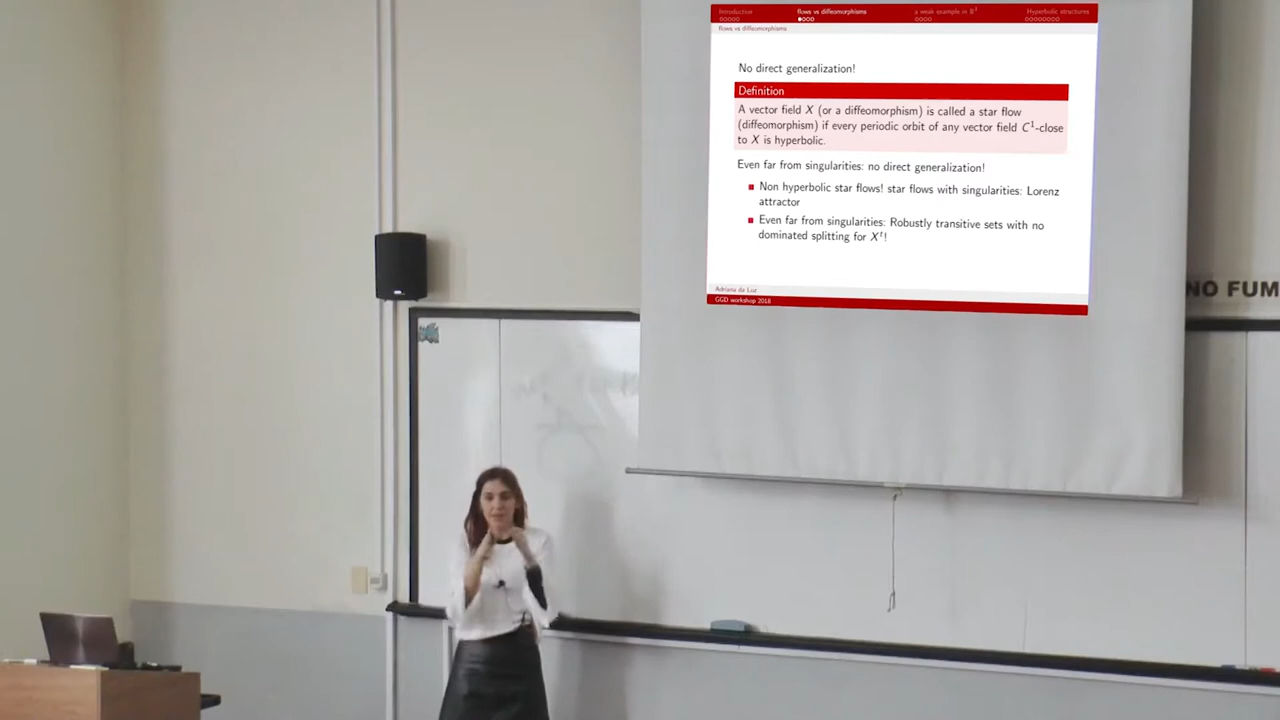 Introduction flows vs diffeomorphisms a weak example in ℝ³ Hyperbolic structures
flows vs diffeomorphisms
No direct generalization!
Definition
A vector field X (or a diffeomorphism) is called a star flow
(diffeomorphism) if every periodic orbit of any vector field C¹-close
to X is hyperbolic.
Even far from singularities: no direct generalization!
Non hyperbolic star flows! star flows with singularities: Lorenz
attractor
Even far from singularities: Robustly transitive sets with no
dominated splitting for Xᵗ!
Adriana da Luz
GGD workshop 2018
NO FUM